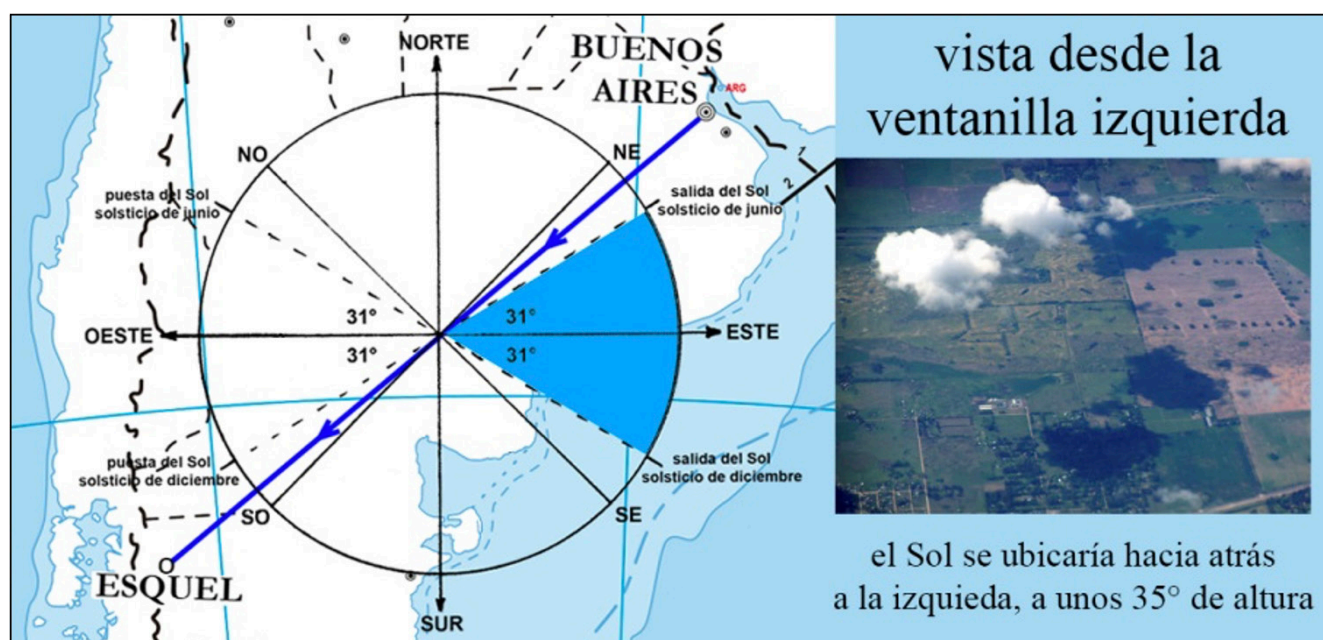 NORTE
BUENOS
AIRES
ARG
NO
NE
1
2
puesta del Sol
solsticio de junio
salida del Sol
solsticio de junio
31°
31°
OESTE
ESTE
31°
31°
puesta del Sol
solsticio de diciembre
salida del Sol
solsticio de diciembre
SO
SE
ESQUEL
SUR
vista desde la
ventanilla izquierda
el Sol se ubicaría hacia atrás
a la izquieda, a unos 35° de altura